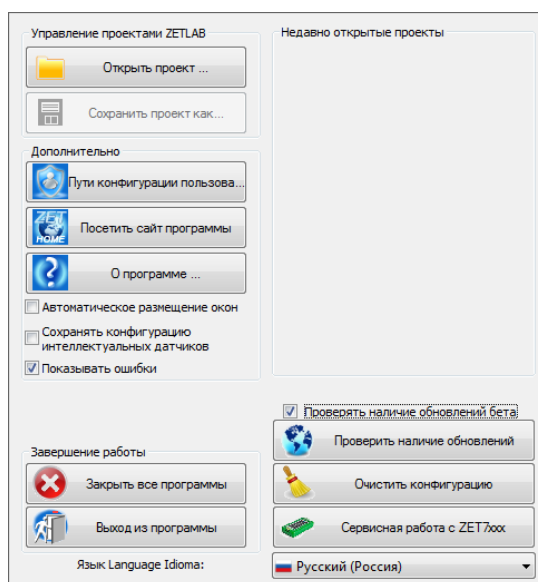 Управление проектами ZETLAB
Открыть проект ...
Сохранить проект как...
Дополнительно
Пути конфигурации пользова...
ZET
HOME
Посетить сайт программы
О программе ...
Автоматическое размещение окон
Сохранять конфигурацию
интеллектуальных датчиков
Показывать ошибки
Завершение работы
Закрыть все программы
Выход из программы
Язык Language Idioma:
Недавно открытые проекты
Проверять наличие обновлений бета
Проверить наличие обновлений
Очистить конфигурацию
Сервисная работа с ZET7xxx
Русский (Россия)